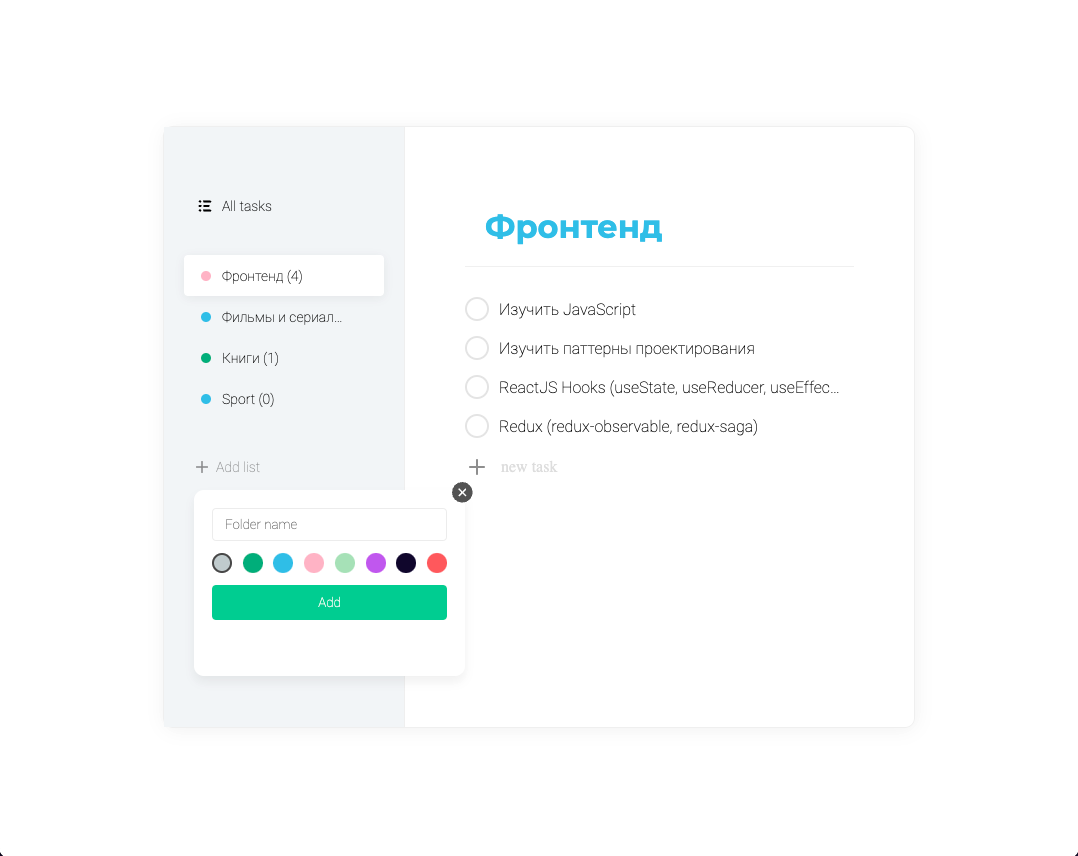 All tasks
Фронтенд (4)
Фильмы и сериал...
Книги (1)
Sport (0)
Add list
Folder name
Add
Фронтенд
Изучить JavaScript
Изучить паттерны проектирования
ReactJS Hooks (useState, useReducer, useEffec...
Redux (redux-observable, redux-saga)
new task